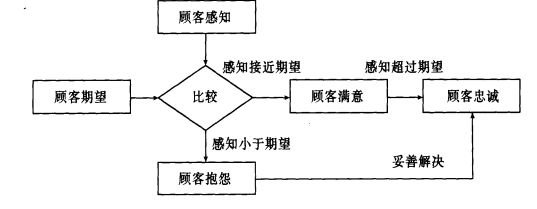 顾客感知
感知接近期望
感知超过期望
顾客期望
比较
顾客满意
顾客忠诚
感知小于期望
妥善解决
顾客抱怨